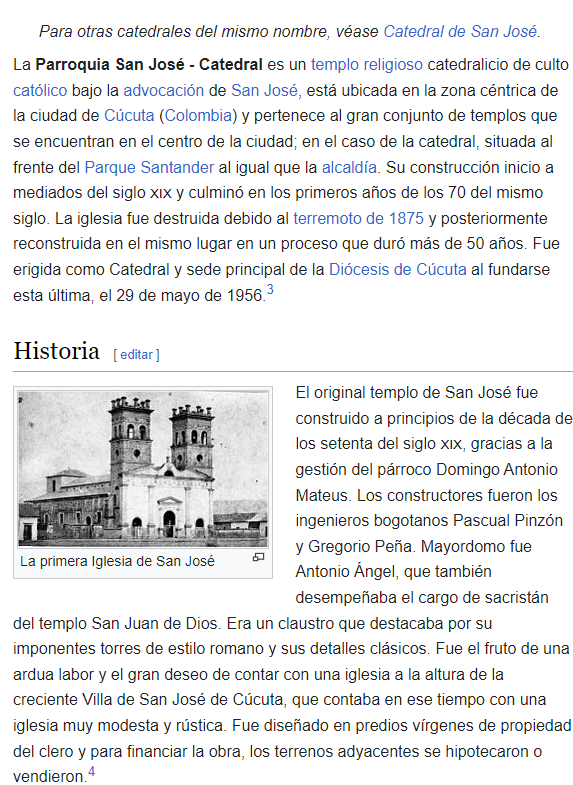 Para otras catedrales del mismo nombre, véase Catedral de San José.
La Parroquia San José - Catedral es un templo religioso catedralicio de culto
católico bajo la advocación de San José, está ubicada en la zona céntrica de
la ciudad de Cúcuta (Colombia) y pertenece al gran conjunto de templos que
se encuentran en el centro de la ciudad; en el caso de la catedral, situada al
frente del Parque Santander al igual que la alcaldía. Su construcción inicio a
mediados del siglo XIX y culminó en los primeros años de los 70 del mismo
siglo. La iglesia fue destruida debido al terremoto de 1875 y posteriormente
reconstruida en el mismo lugar en un proceso que duró más de 50 años. Fue
erigida como Catedral y sede principal de la Diócesis de Cúcuta al fundarse
esta última, el 29 de mayo de 1956.3
Historia [ editar ]
La primera Iglesia de San José
El original templo de San José fue
construido a principios de la década de
los setenta del siglo XIX, gracias a la
gestión del párroco Domingo Antonio
Mateus. Los constructores fueron los
ingenieros bogotanos Pascual Pinzón
y Gregorio Peña. Mayordomo fue
Antonio Ángel, que también
desempeñaba el cargo de sacristán
del templo San Juan de Dios. Era un claustro que destacaba por su
imponentes torres de estilo romano y sus detalles clásicos. Fue el fruto de una
ardua labor y el gran deseo de contar con una iglesia a la altura de la
creciente Villa de San José de Cúcuta, que contaba en ese tiempo con una
iglesia muy modesta y rústica. Fue diseñado en predios vírgenes de propiedad
del clero y para financiar la obra, los terrenos adyacentes se hipotecaron o
vendieron.4